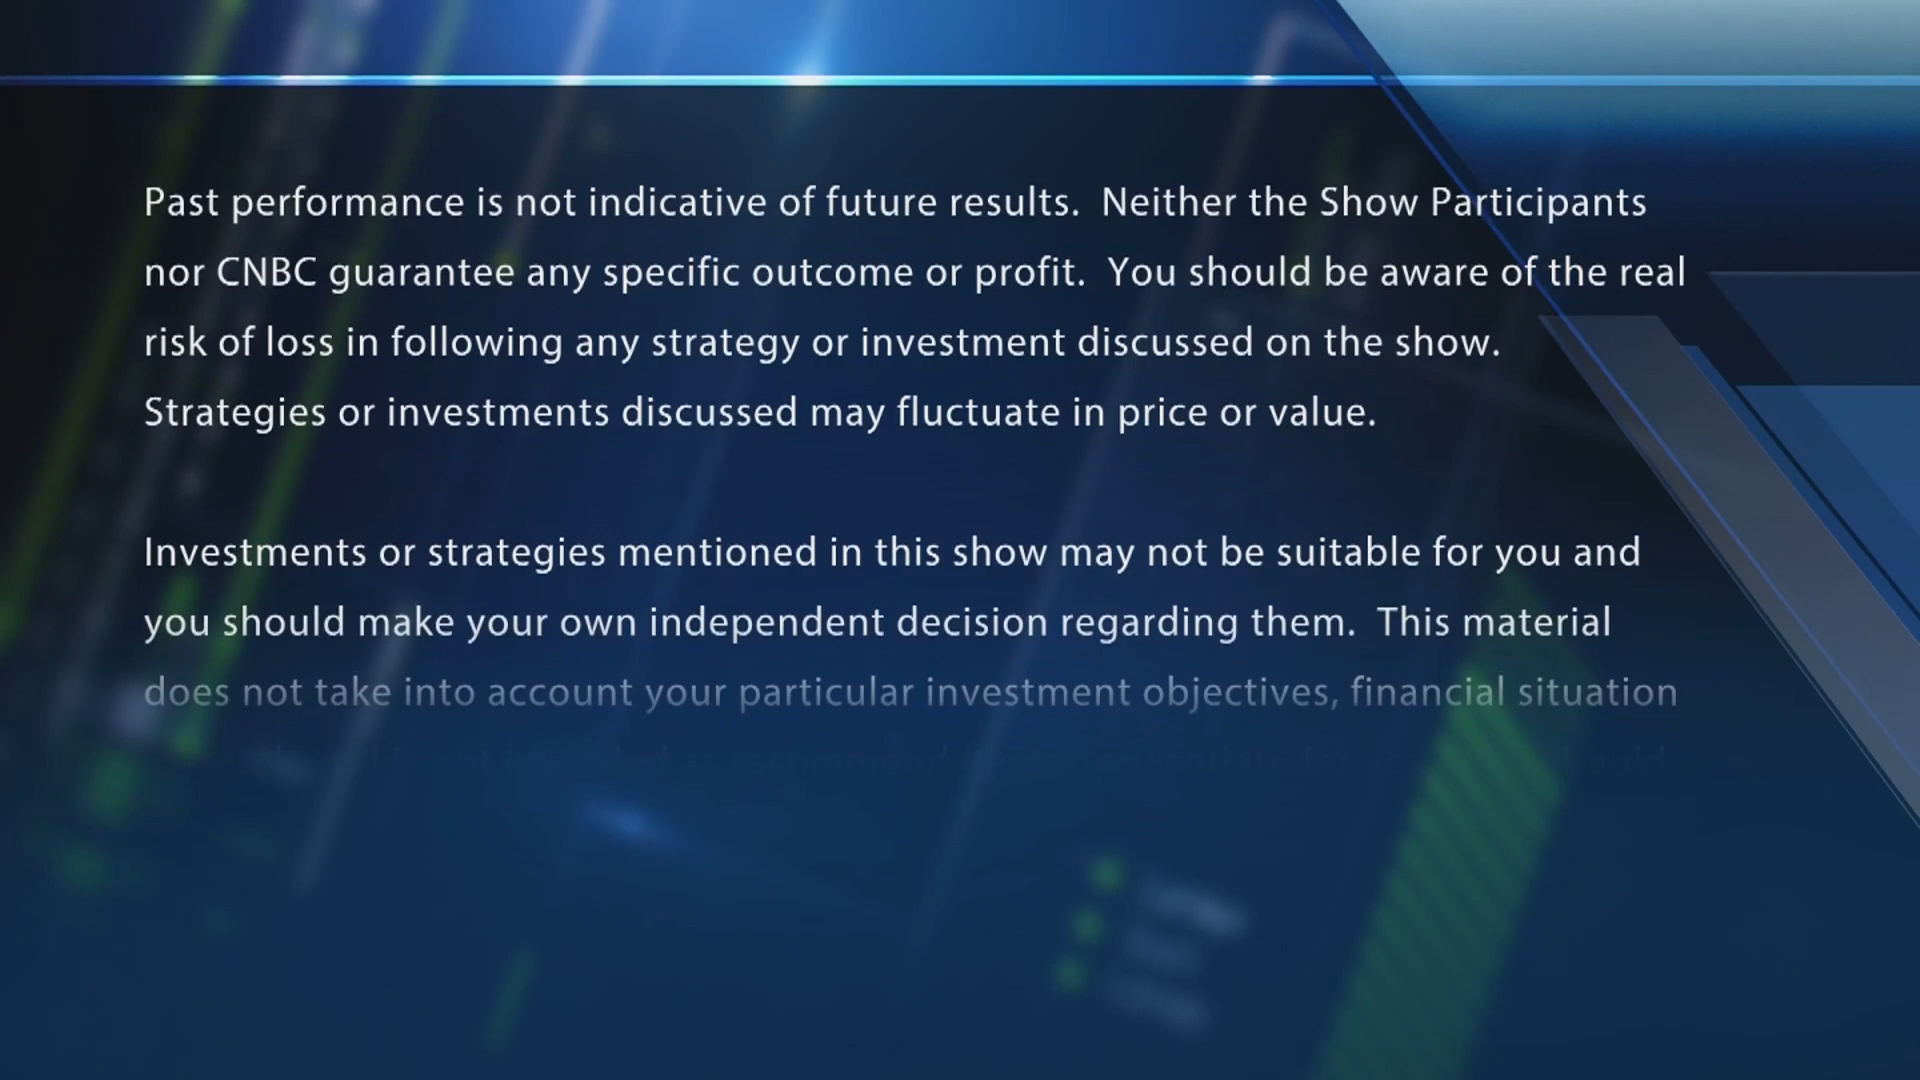 Past performance is not indicative of future results.  Neither the Show Participants
nor CNBC guarantee any specific outcome or profit.  You should be aware of the real
risk of loss in following any strategy or investment discussed on the show.
Strategies or investments discussed may fluctuate in price or value.
Investments or strategies mentioned in this show may not be suitable for you and
you should make your own independent decision regarding them.  This material
does not take into account your particular investment objectives, financial situation